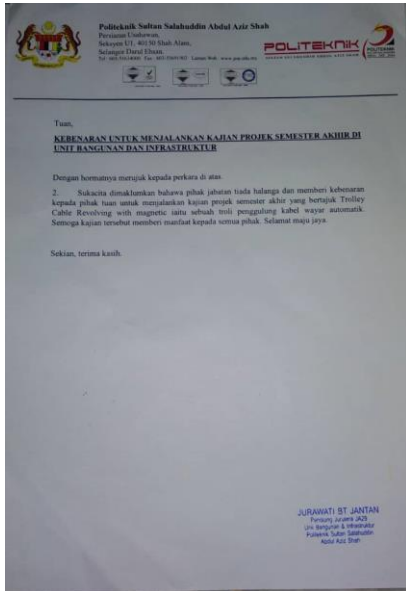 Politeknik Sultan Salahuddin Abdul Aziz Shah
Persiaran Usahawan,
Seksyen U1, 40150 Shah Alam,
Selangor Darul Ehsan.
POLITEKNIK
Tuan,
KEBENARAN UNTUK MENJALANKAN KAJIAN PROJEK SEMESTER AKHIR DI
UNIT BANGUNAN DAN INFRASTRUKTUR
Dengan hormatnya merujuk kepada perkara di atas
2. Sukacita dimaklumkan bahawa pihak jabatan tiada halangan dan memberi kebenaran
kepada pihak tuan untuk menjalankan kajian projek semester akhir yang bertajuk Trolley
Cable Revolving with magnetic iaitu sebuah troli penggulung kabel wayar automatik.
Semoga kajian tersebut memberi manfaat kepada semua pihak. Selamat maju jaya.
Sekian, terima kasih.
JURAWATI BT JANTAN
Penolong Jurutera JA29
Unit Bangunan & Infrastruktur
Politeknik Sultan Salahuddin
Abdul Aziz Shah